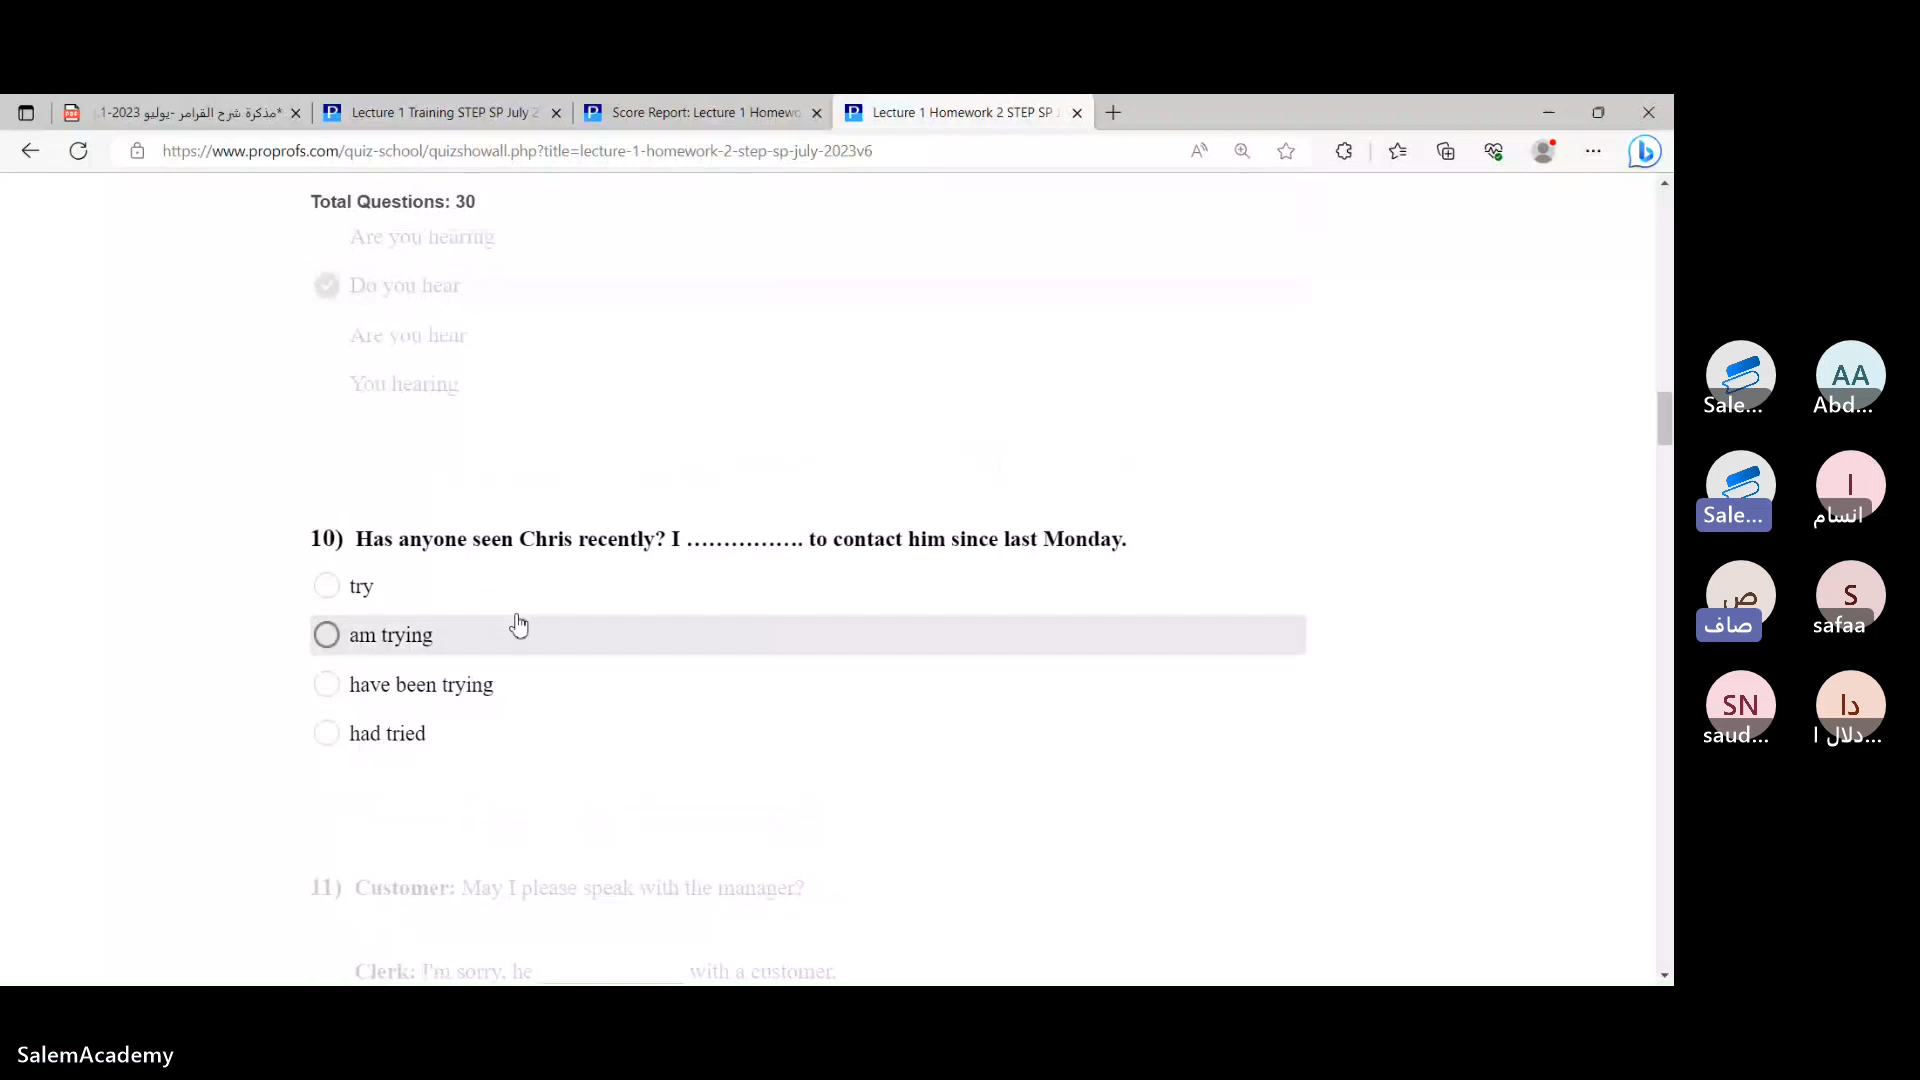 *مذكرة شرح القرامر -يوليو 2023-1.
Lecture 1 Training STEP SP July 2
Score Report: Lecture 1 Homewo
Lecture 1 Homework 2 STEP SP J
https://www.proprofs.com/quiz-school/quizshowall.php?title=lecture-1-homework-2-step-sp-july-2023v6
Total Questions: 30
Are you hearing
Do you hear
Are you hear
You hearing
10) Has anyone seen Chris recently? I ................ to contact him since last Monday.
try
am trying
have been trying
had tried
11) Customer: May I please speak with the manager?
Clerk: I'm sorry, he _____________ with a customer.
Sale...
AA
Abd...
Sale...
ا
انسام
ص
صاف
S
safaa
SN
saud...
دا
دلال ا...
SalemAcademy